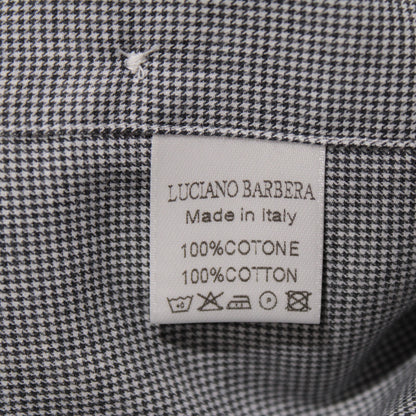 LUCIANO BARBERA
Made in Italy
100%COTONE
100%COTTON